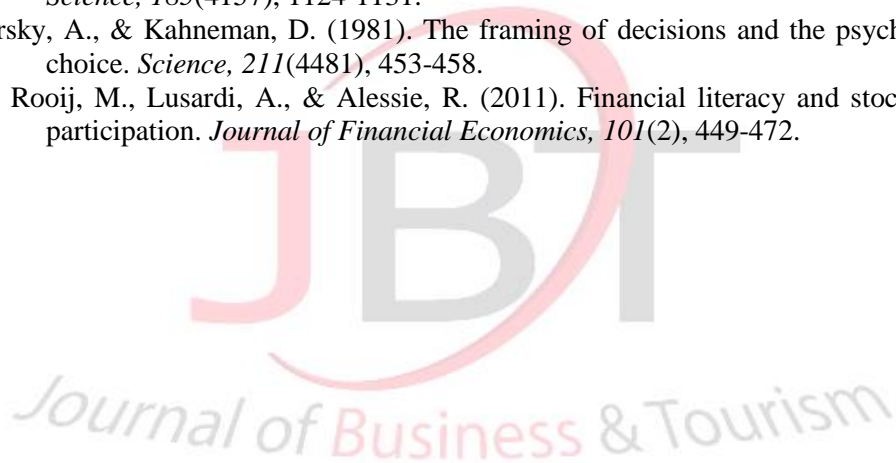 Science, 185(4157), 1124-1131.
rsky, A., & Kahneman, D. (1981). The framing of decisions and the psych
choice. Science, 211(4481), 453-458.
Rooij, M., Lusardi, A., & Alessie, R. (2011). Financial literacy and stoc
participation. Journal of Financial Economics, 101(2), 449-472.
JBT
Journal of Business & Tourism